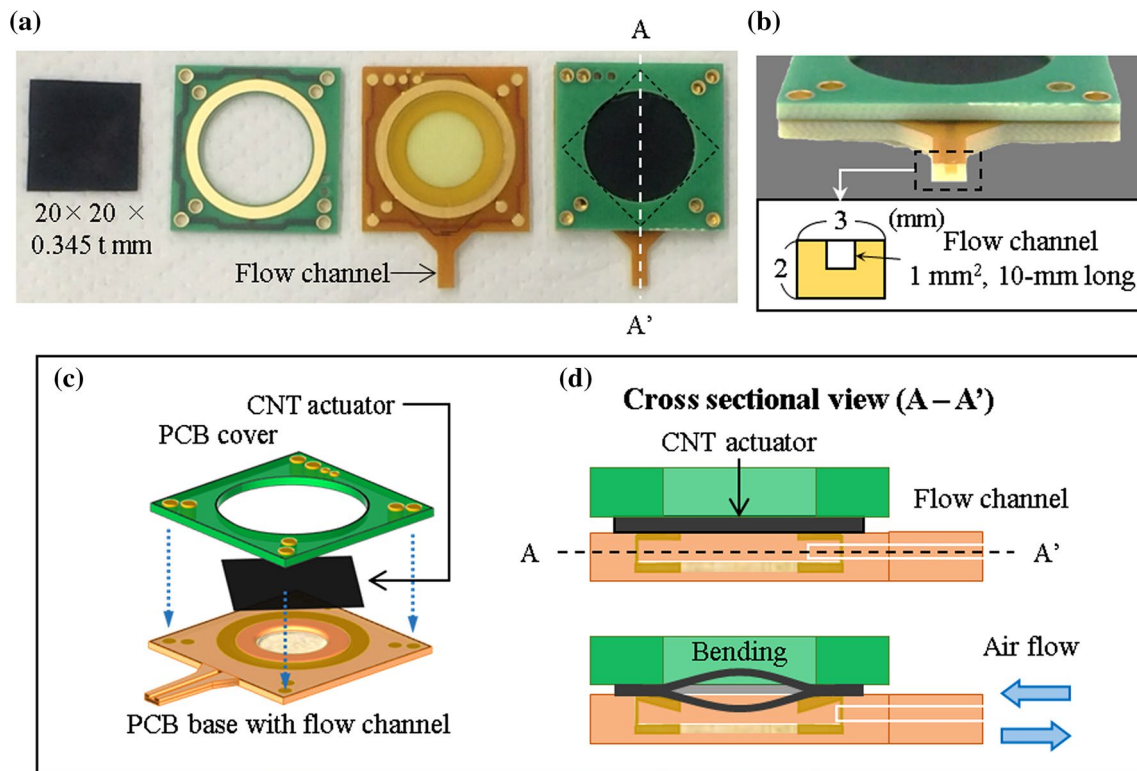 (a)
A
20 × 20 ×
0.345 t mm
Flow channel
A’
(b)
3
(mm)
2
Flow channel
1 mm², 10-mm long
(c)
CNT actuator
PCB cover
PCB base with flow channel
(d)
Cross sectional view (A – A’)
CNT actuator
Flow channel
A
A’
Bending
Air flow